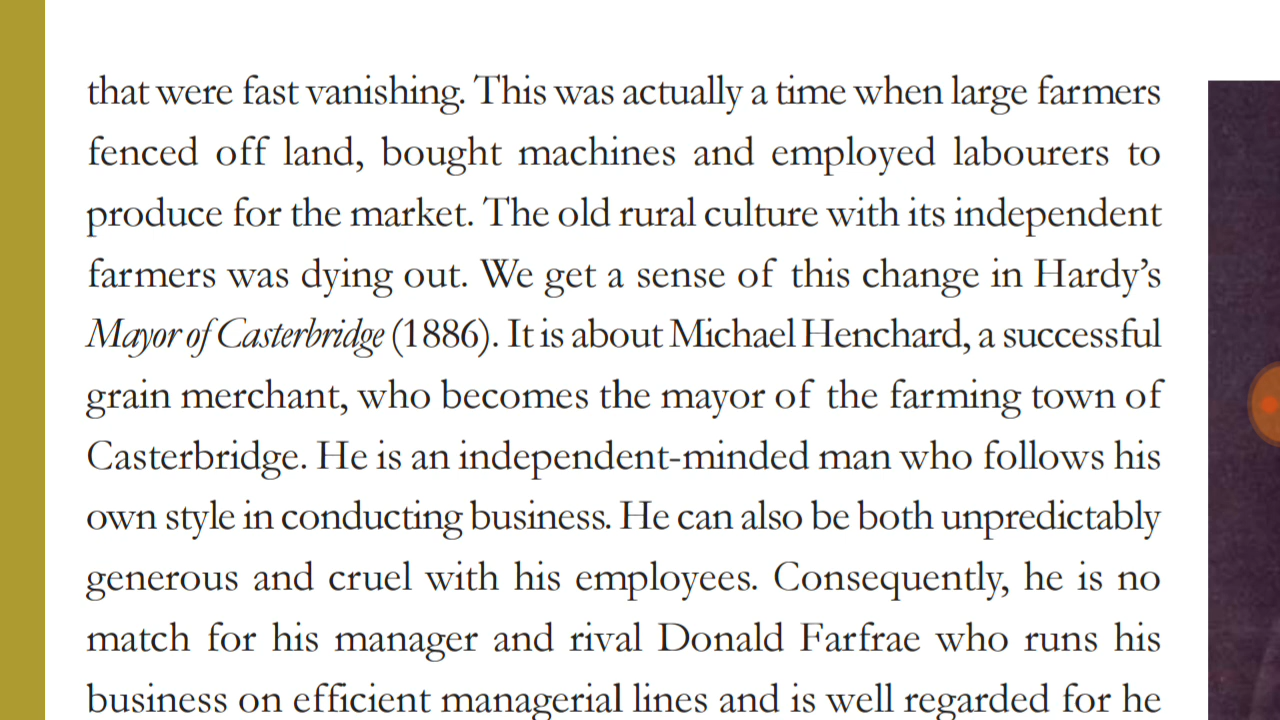 that were fast vanishing. This was actually a time when large farmers
fenced off land, bought machines and employed labourers to
produce for the market. The old rural culture with its independent
farmers was dying out. We get a sense of this change in Hardy’s
Mayor of Casterbridge (1886). It is about Michael Henchard, a successful
grain merchant, who becomes the mayor of the farming town of
Casterbridge. He is an independent-minded man who follows his
own style in conducting business. He can also be both unpredictably
generous and cruel with his employees. Consequently, he is no
match for his manager and rival Donald Farfrae who runs his
business on efficient managerial lines and is well regarded for he